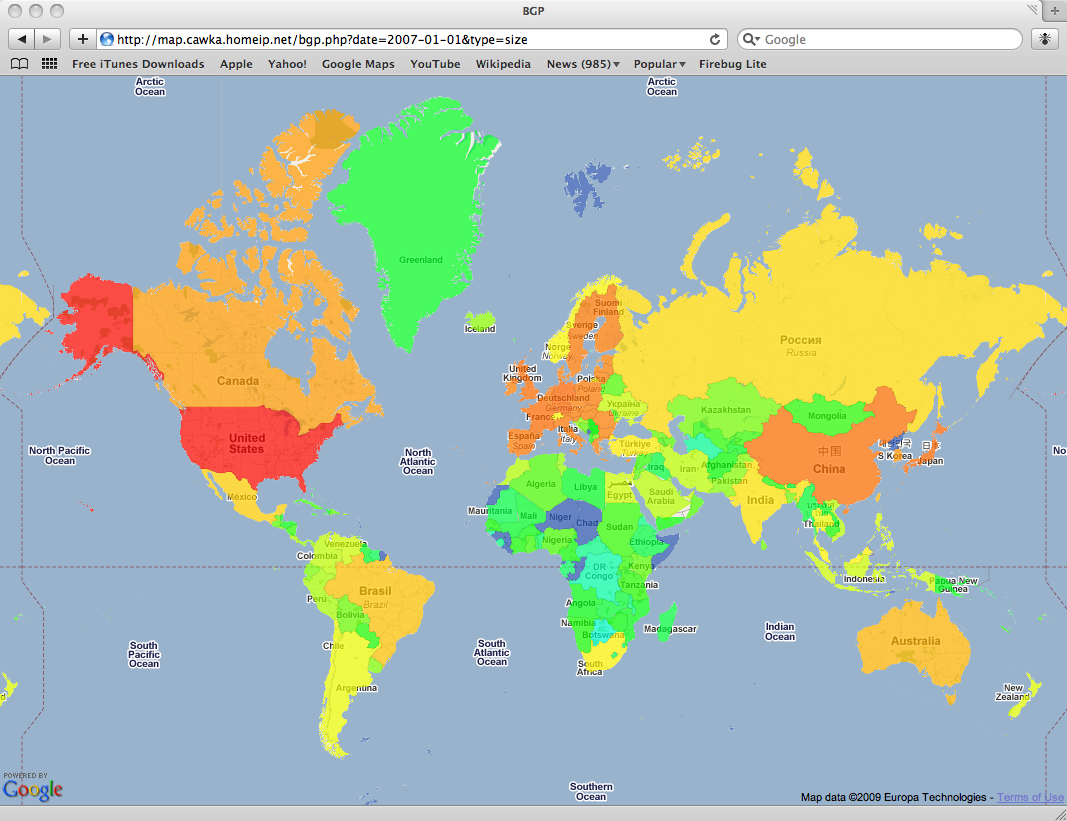 BGP
http://map.cawka.homeip.net/bgp.php?date=2007-01-01&type=size
Google
Free iTunes Downloads
Apple
Yahoo!
Google Maps
YouTube
Wikipedia
News (985)
Popular
Firebug Lite
Arctic
Ocean
Arctic
Ocean
Greenland
Iceland
Suomi
Finland
Sverige
Sweden
Norge
Norway
Россия
Russia
Canada
United
Kingdom
Polska
Poland
Deutschland
Germany
Україна
Ukraine
France
Italia
Italy
España
Spain
Türkiye
Turkey
Kazakhstan
Mongolia
中国
China
S Korea
日本
Japan
United
States
North Pacific
Ocean
North
Atlantic
Ocean
No
México
Algeria
Libya
Egypt
Iraq
Iran
Afghanistan
Pakistan
Saudi
Arabia
India
Mauritania
Mali
Niger
Chad
Sudan
Nigeria
Ethiopia
Thailand
Venezuela
Colombia
DR
Congo
Kenya
Tanzania
Indonesia
Papua New
Guinea
Peru
Brasil
Brazil
Bolivia
Angola
Namibia
Botswana
Madagascar
Indian
Ocean
Australia
Chile
South
Pacific
Ocean
South
Atlantic
Ocean
South
Africa
Argentina
New
Zealand
d
Southern
Ocean
POWERED BY
Google
Map data ©2009 Europa Technologies - Terms of Use